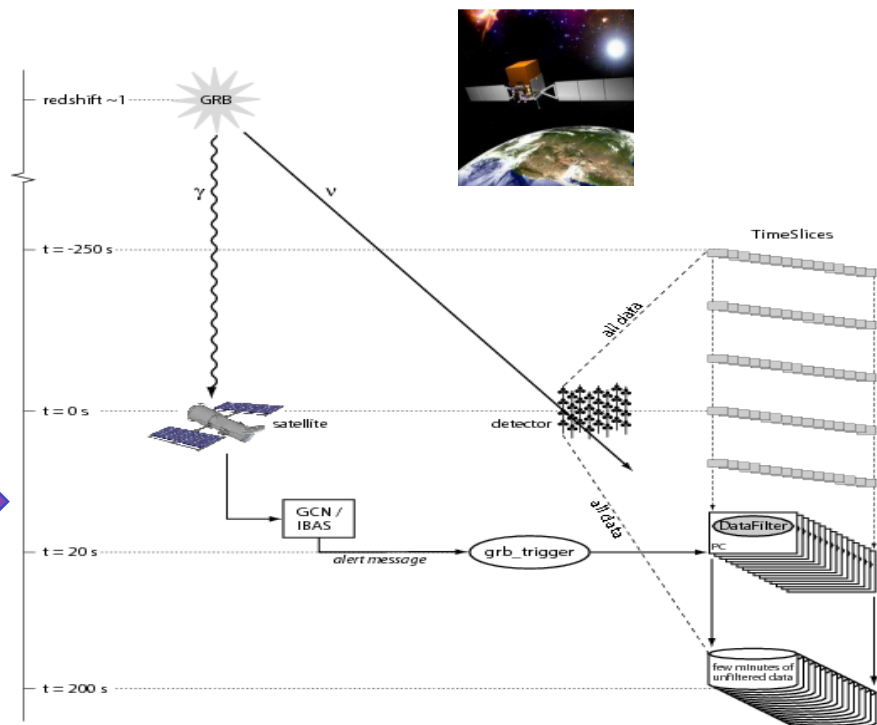 redshift ~1
GRB
γ
ν
t = -250 s
TimeSlices
all data
t = 0 s
satellite
detector
GCN /
IBAS
all data
DataFilter
PC
t = 20 s
alert message
grb_trigger
few minutes of
unfiltered data
t = 200 s